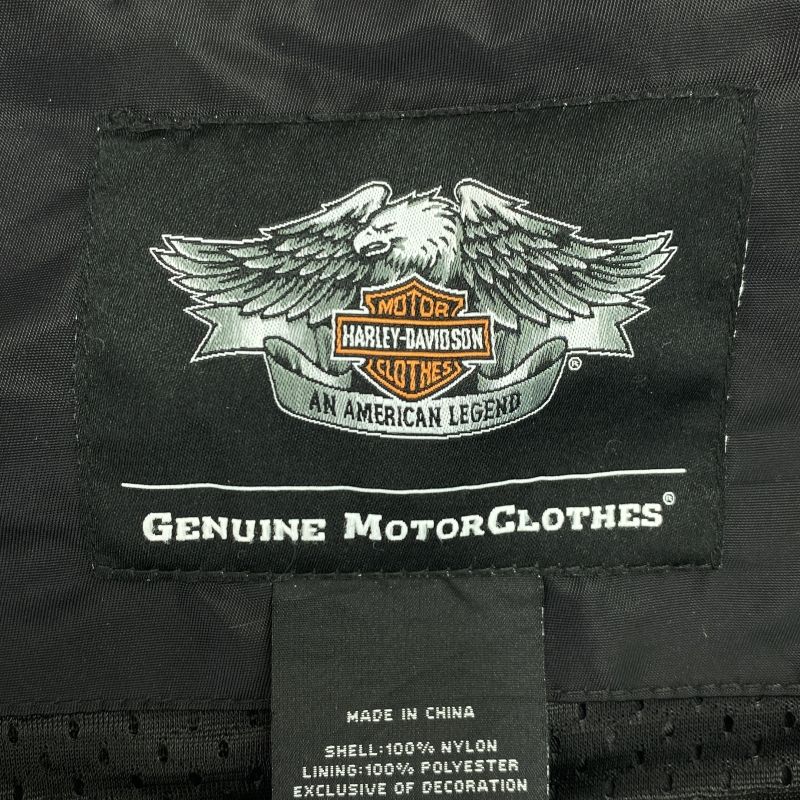 MOTOR
HARLEY-DAVIDSON
CLOTHES
®
AN AMERICAN LEGEND
GENUINE MOTORCLOTHES®
MADE IN CHINA
SHELL:100% NYLON
LINING:100% POLYESTER
EXCLUSIVE OF DECORATION